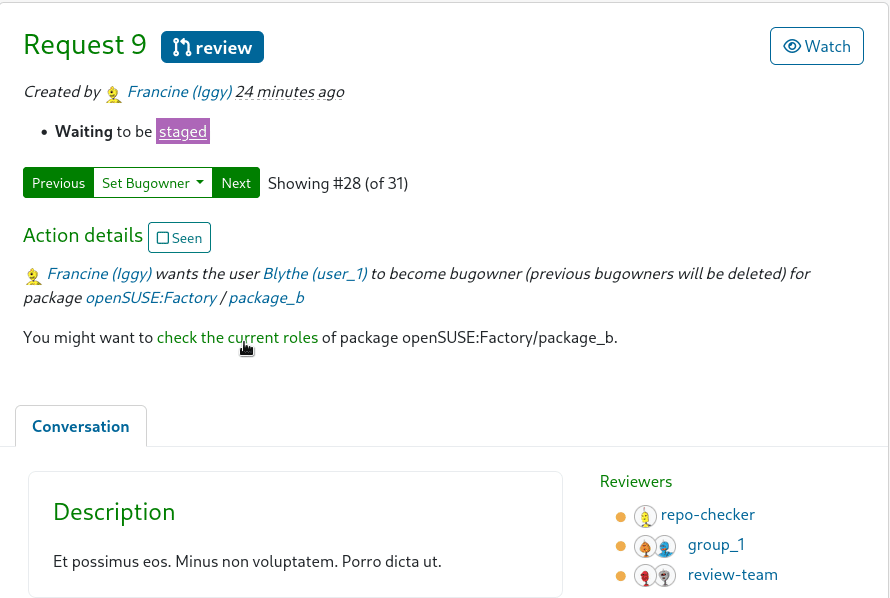 Request 9 review Watch
Created by Francine (Iggy) 24 minutes ago
Waiting to be staged
Previous Set Bugowner Next Showing #28 (of 31)
Action details Seen
Francine (Iggy) wants the user Blythe (user_1) to become bugowner (previous bugowners will be deleted) for
package openSUSE:Factory / package_b
You might want to check the current roles of package openSUSE:Factory/package_b.
Conversation
Description
Et possimus eos. Minus non voluptatem. Porro dicta ut.
Reviewers
repo-checker
group_1
review-team